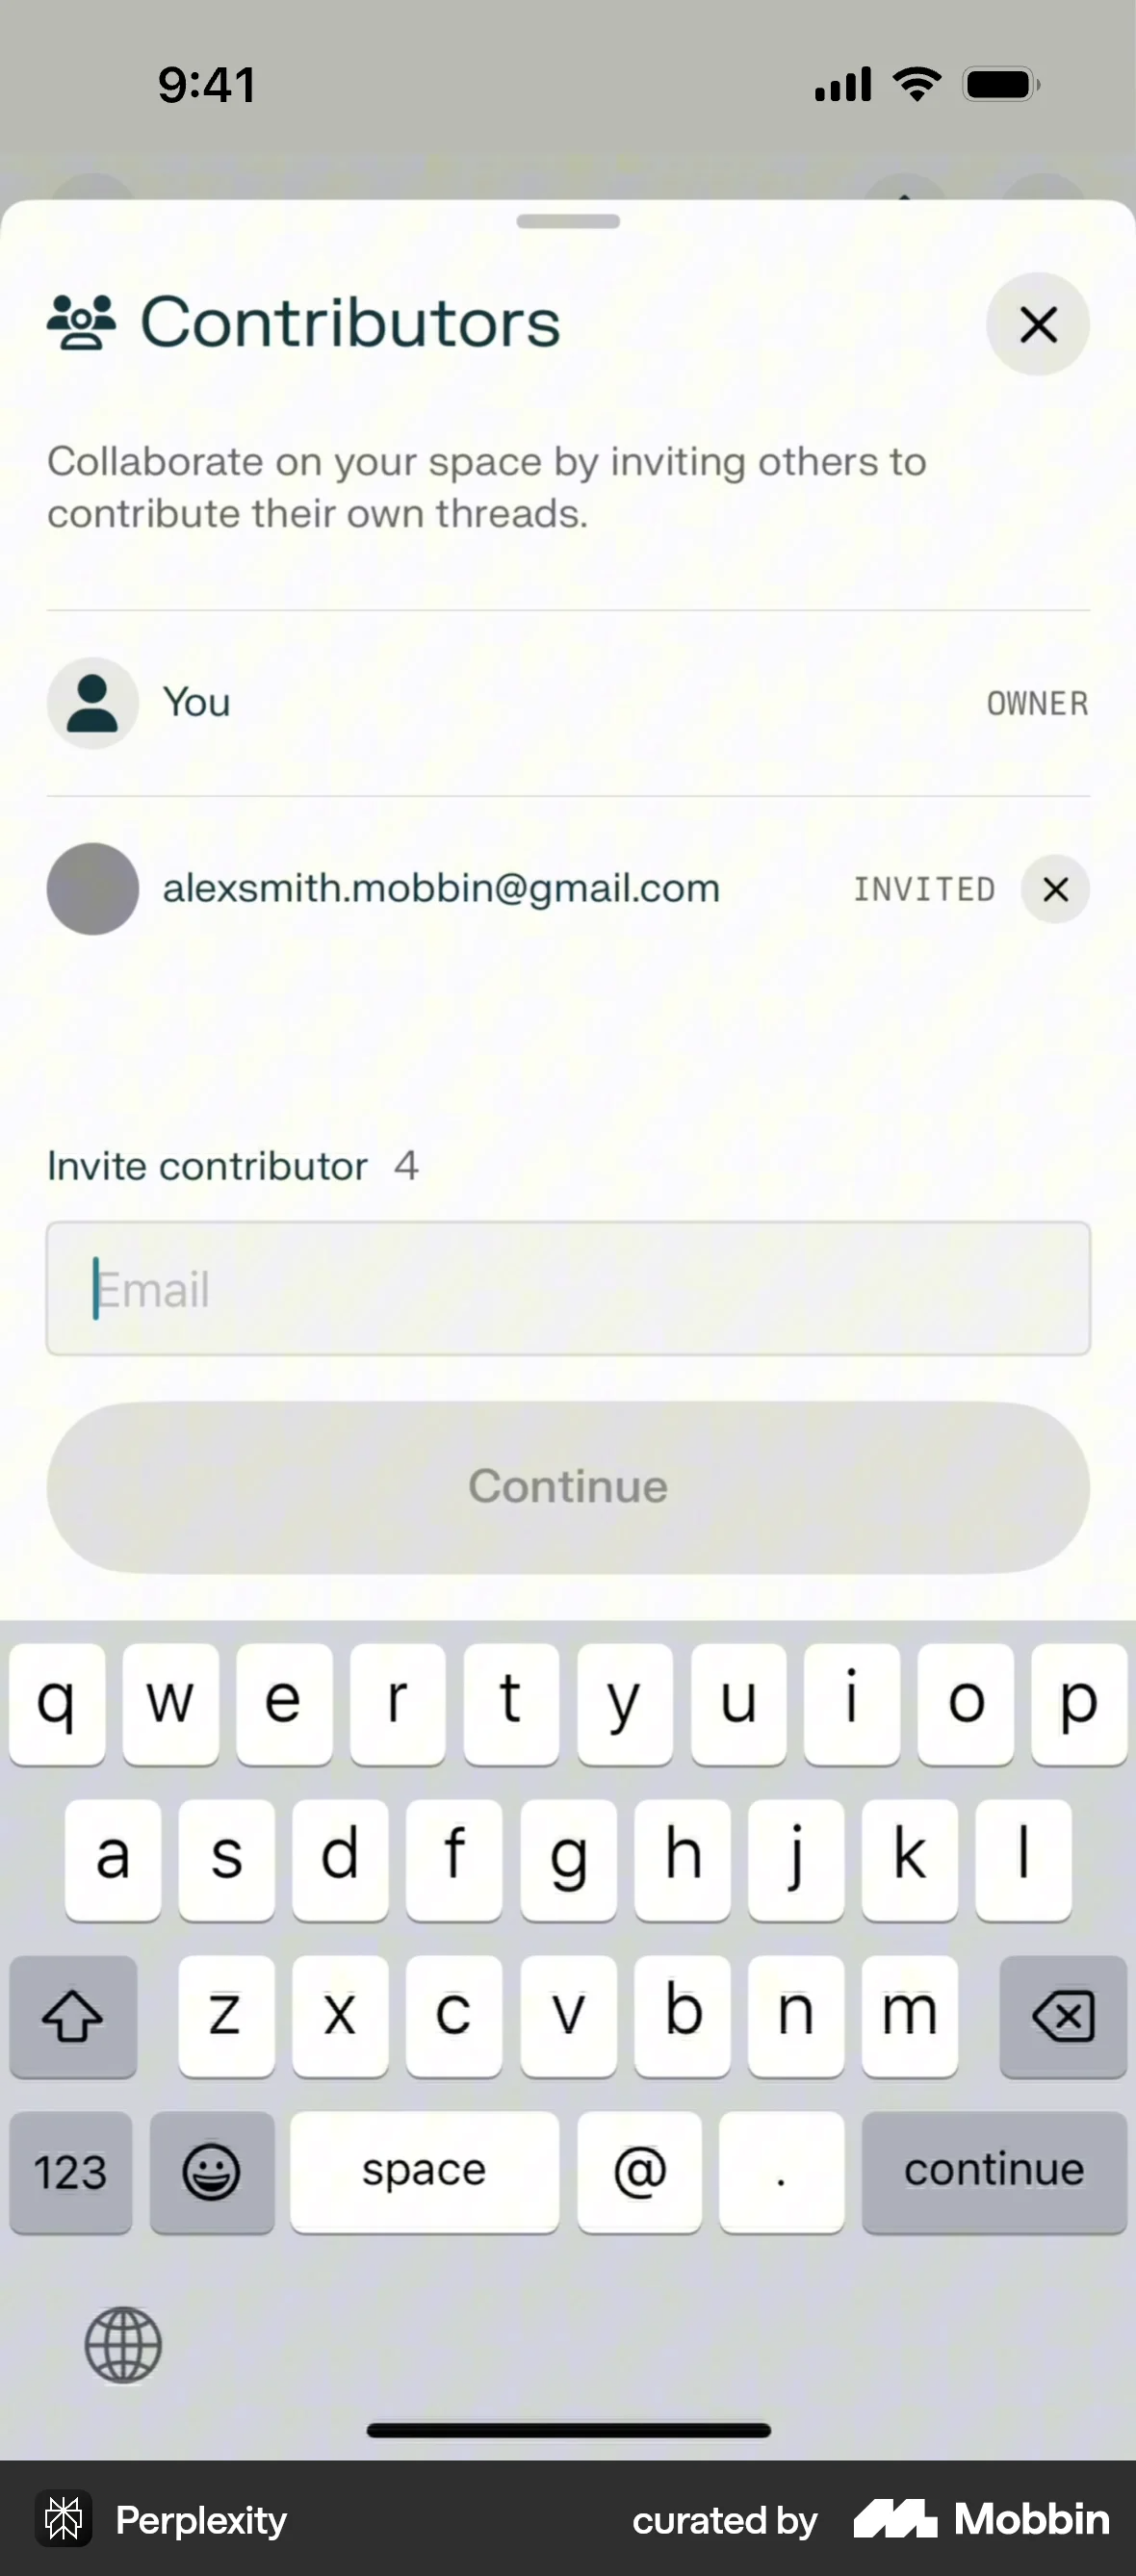 9:41
Contributors
Collaborate on your space by inviting others to
contribute their own threads.
You OWNER
alexsmith.mobbin@gmail.com INVITED
Invite contributor 4
Email
Continue
q w e r t y u i o p
a s d f g h j k l
z x c v b n m
123 space @ . continue
Perplexity curated by Mobbin